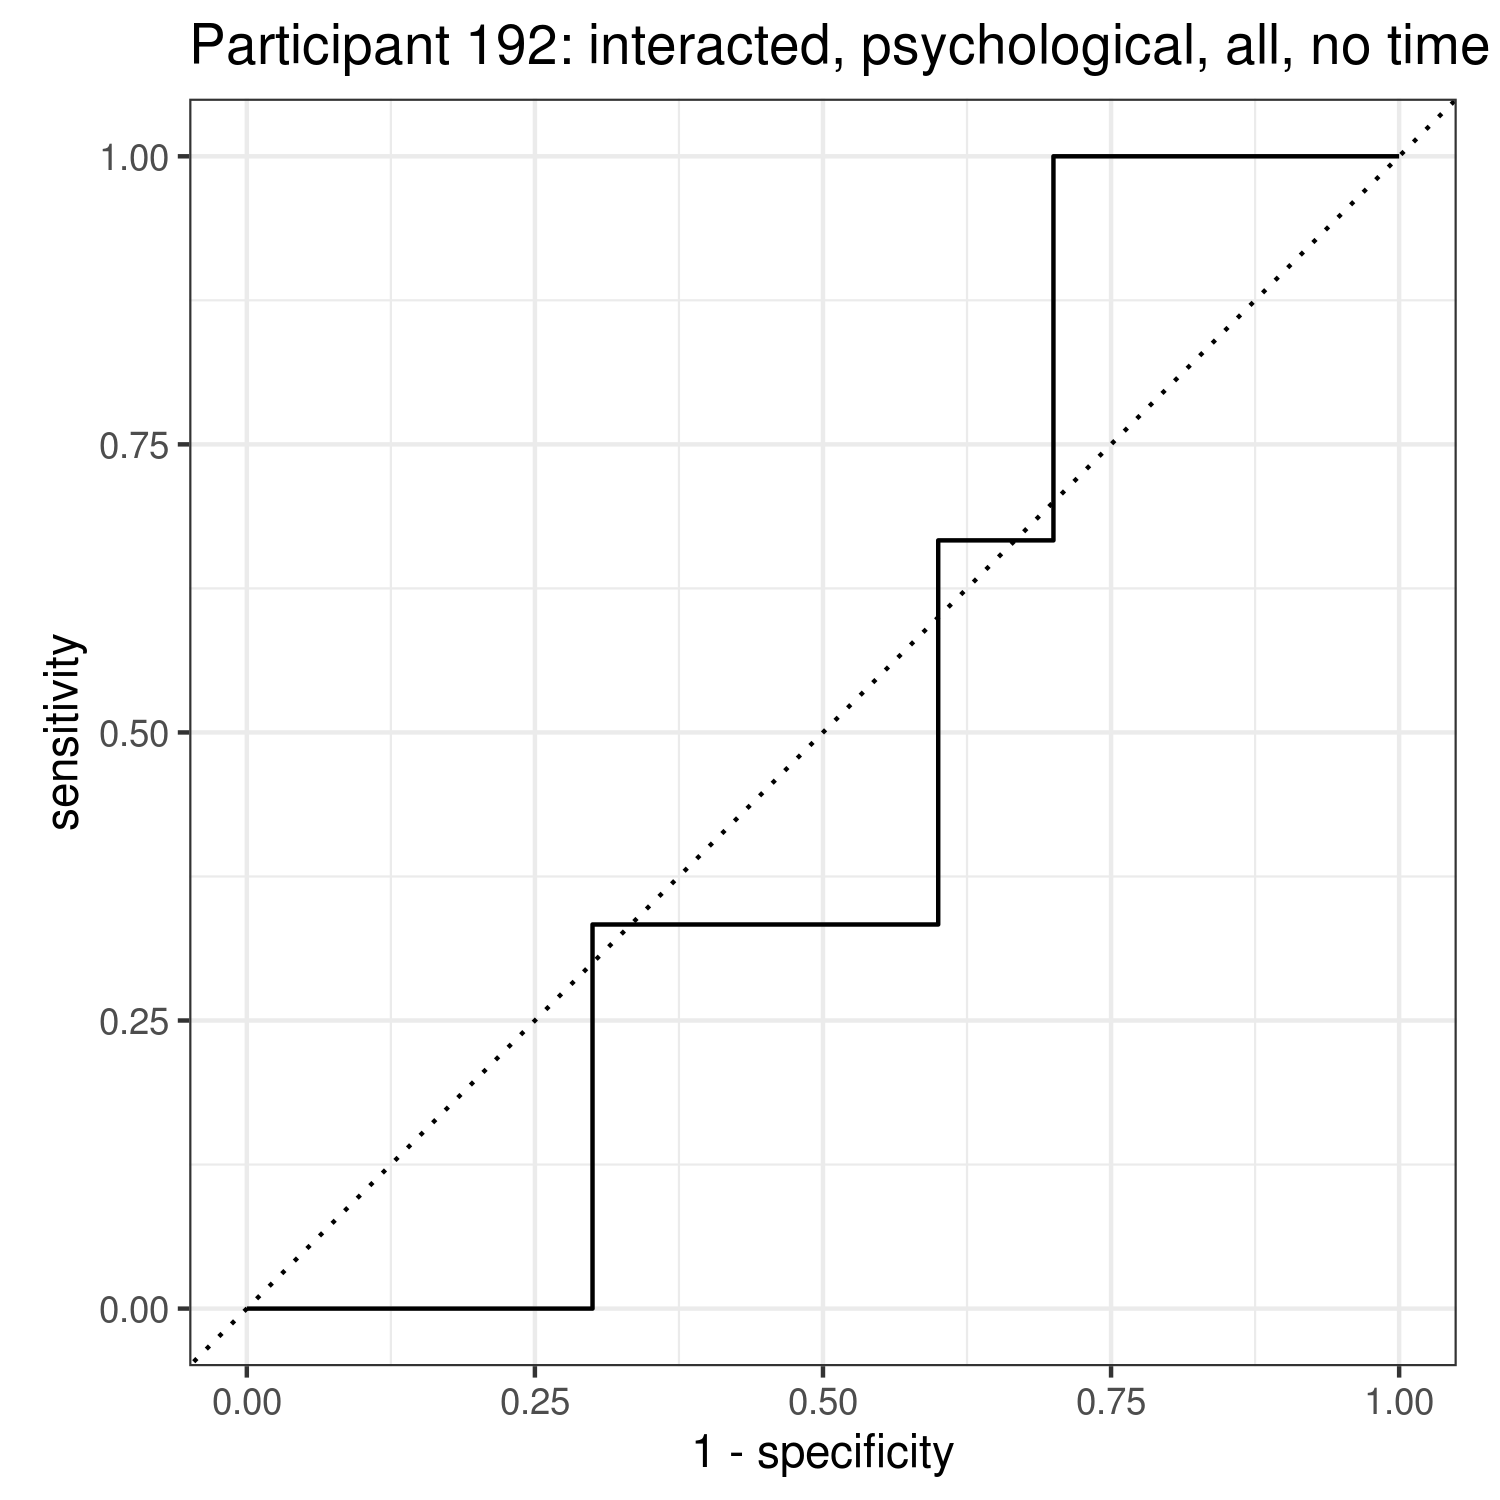 Participant 192: interacted, psychological, all, no time
1.00
0.75
0.50
0.25
0.00
sensitivity
0.00 0.25 0.50 0.75 1.00
1 - specificity